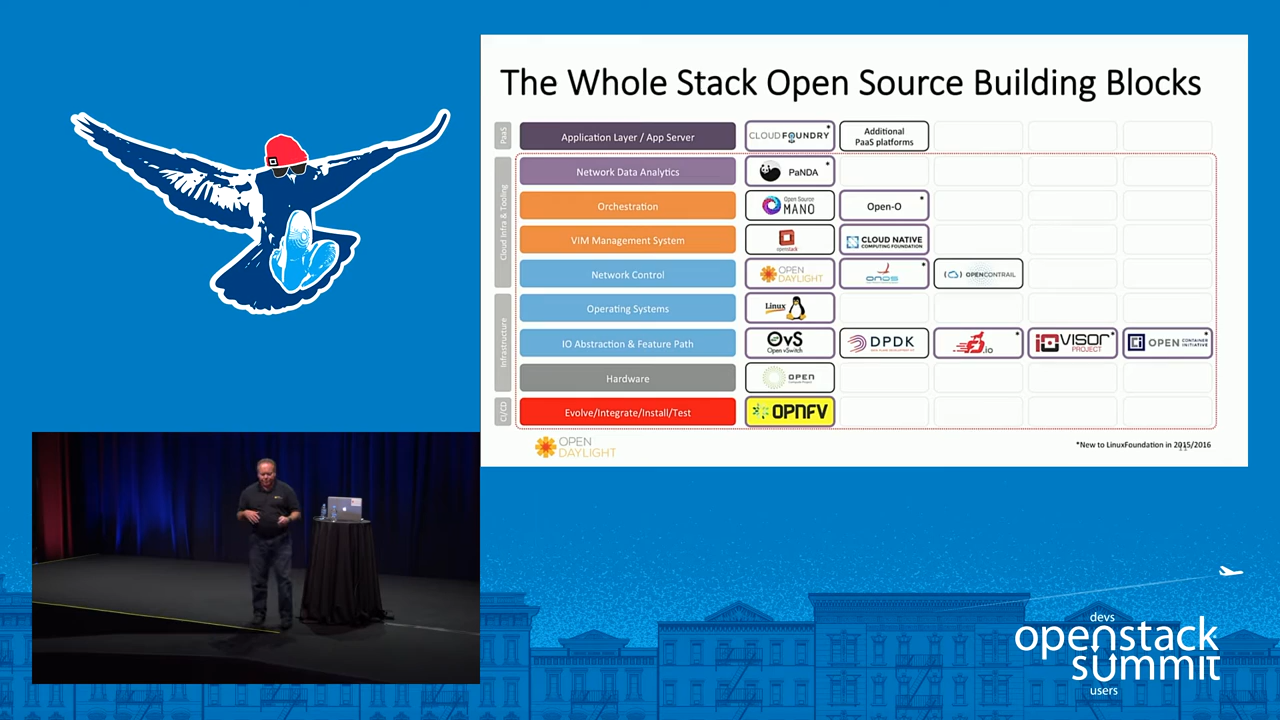 The Whole Stack Open Source Building Blocks
PaaS
Application Layer / App Server
CLOUD FOUNDRY*
Additional
PaaS platforms
Cloud Infra & Tooling
Network Data Analytics
PaNDA*
Orchestration
Open Source
MANO
Open-O*
VIM Management System
openstack
CLOUD NATIVE
COMPUTING FOUNDATION
Network Control
OPEN
DAYLIGHT
onos*
OPENCONTRAIL
Infrastructure
Operating Systems
Linux
IO Abstraction & Feature Path
OvS
Open vSwitch
DPDK
.io*
IOVISOR*
PROJECT
OPEN CONTAINER
INITIATIVE*
Hardware
OPEN
CI/CD
Evolve/Integrate/Install/Test
OPNFV
OPEN
DAYLIGHT
*New to LinuxFoundation in 2015/2016
11
devs
openstack
summit
users